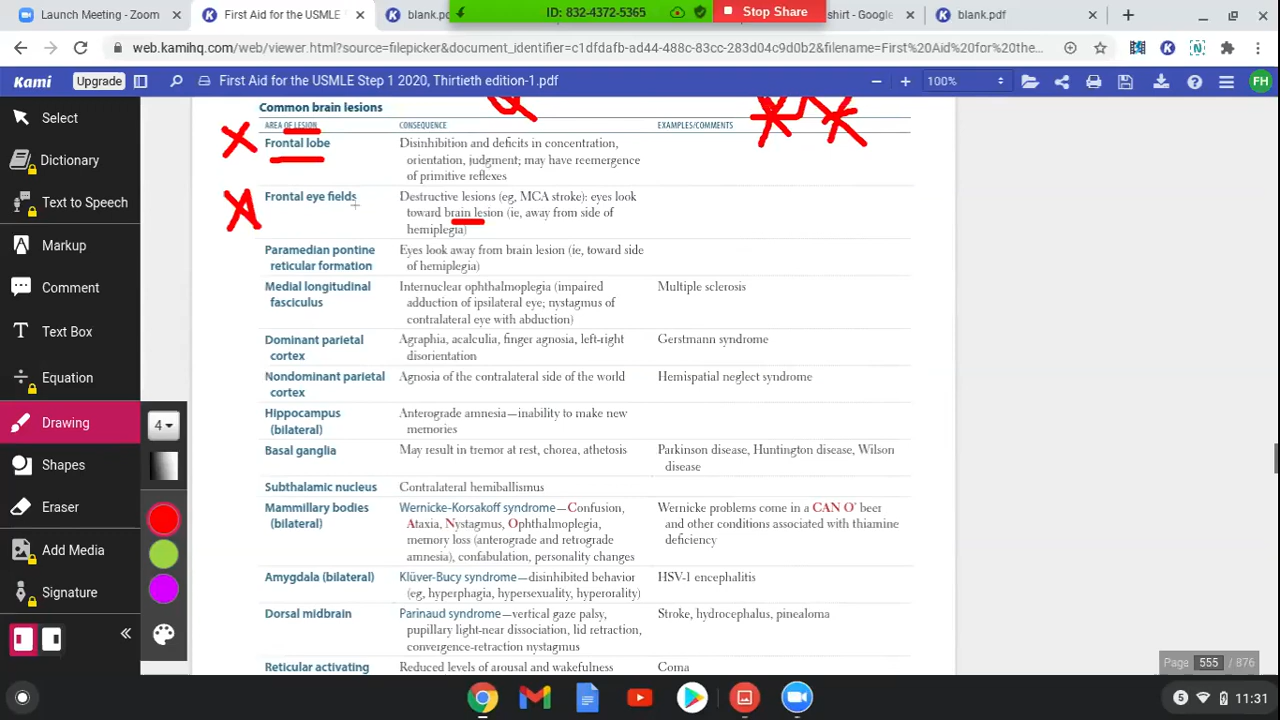 Launch Meeting - Zoom
First Aid for the USMLE
blank.pdf
ID: 832-4372-5365
Stop Share
shirt - Google
blank.pdf
web.kamihq.com/web/viewer.html?source=filepicker&document_identifier=c1dfdafb-ad44-488c-83cc-283d04c9d0b2&filename=First%20Aid%20for%20the...
Kami
Upgrade
First Aid for the USMLE Step 1 2020, Thirtieth edition-1.pdf
100%
FH
Select
Dictionary
Text to Speech
Markup
Comment
Text Box
Equation
Drawing
4
Shapes
Eraser
Add Media
Signature
Common brain lesions
AREA OF LESION CONSEQUENCE EXAMPLES/COMMENTS
Frontal lobe Disinhibition and deficits in concentration,
orientation, judgment; may have reemergence
of primitive reflexes
Frontal eye fields Destructive lesions (eg, MCA stroke): eyes look
toward brain lesion (ie, away from side of
hemiplegia)
Paramedian pontine Eyes look away from brain lesion (ie, toward side
reticular formation of hemiplegia)
Medial longitudinal Internuclear ophthalmoplegia (impaired Multiple sclerosis
fasciculus adduction of ipsilateral eye; nystagmus of
contralateral eye with abduction)
Dominant parietal Agraphia, acalculia, finger agnosia, left-right Gerstmann syndrome
cortex disorientation
Nondominant parietal Agnosia of the contralateral side of the world Hemispatial neglect syndrome
cortex
Hippocampus Anterograde amnesia—inability to make new
(bilateral) memories
Basal ganglia May result in tremor at rest, chorea, athetosis Parkinson disease, Huntington disease, Wilson
disease
Subthalamic nucleus Contralateral hemiballismus
Mammillary bodies Wernicke-Korsakoff syndrome—Confusion, Wernicke problems come in a CAN O' beer
(bilateral) Ataxia, Nystagmus, Ophthalmoplegia, and other conditions associated with thiamine
memory loss (anterograde and retrograde deficiency
amnesia), confabulation, personality changes
Amygdala (bilateral) Klüver-Bucy syndrome—disinhibited behavior HSV-1 encephalitis
(eg, hyperphagia, hypersexuality, hyperorality)
Dorsal midbrain Parinaud syndrome—vertical gaze palsy, Stroke, hydrocephalus, pinealoma
pupillary light-near dissociation, lid retraction,
convergence-retraction nystagmus
Reticular activating Reduced levels of arousal and wakefulness Coma
Page 555 / 876
5
11:31